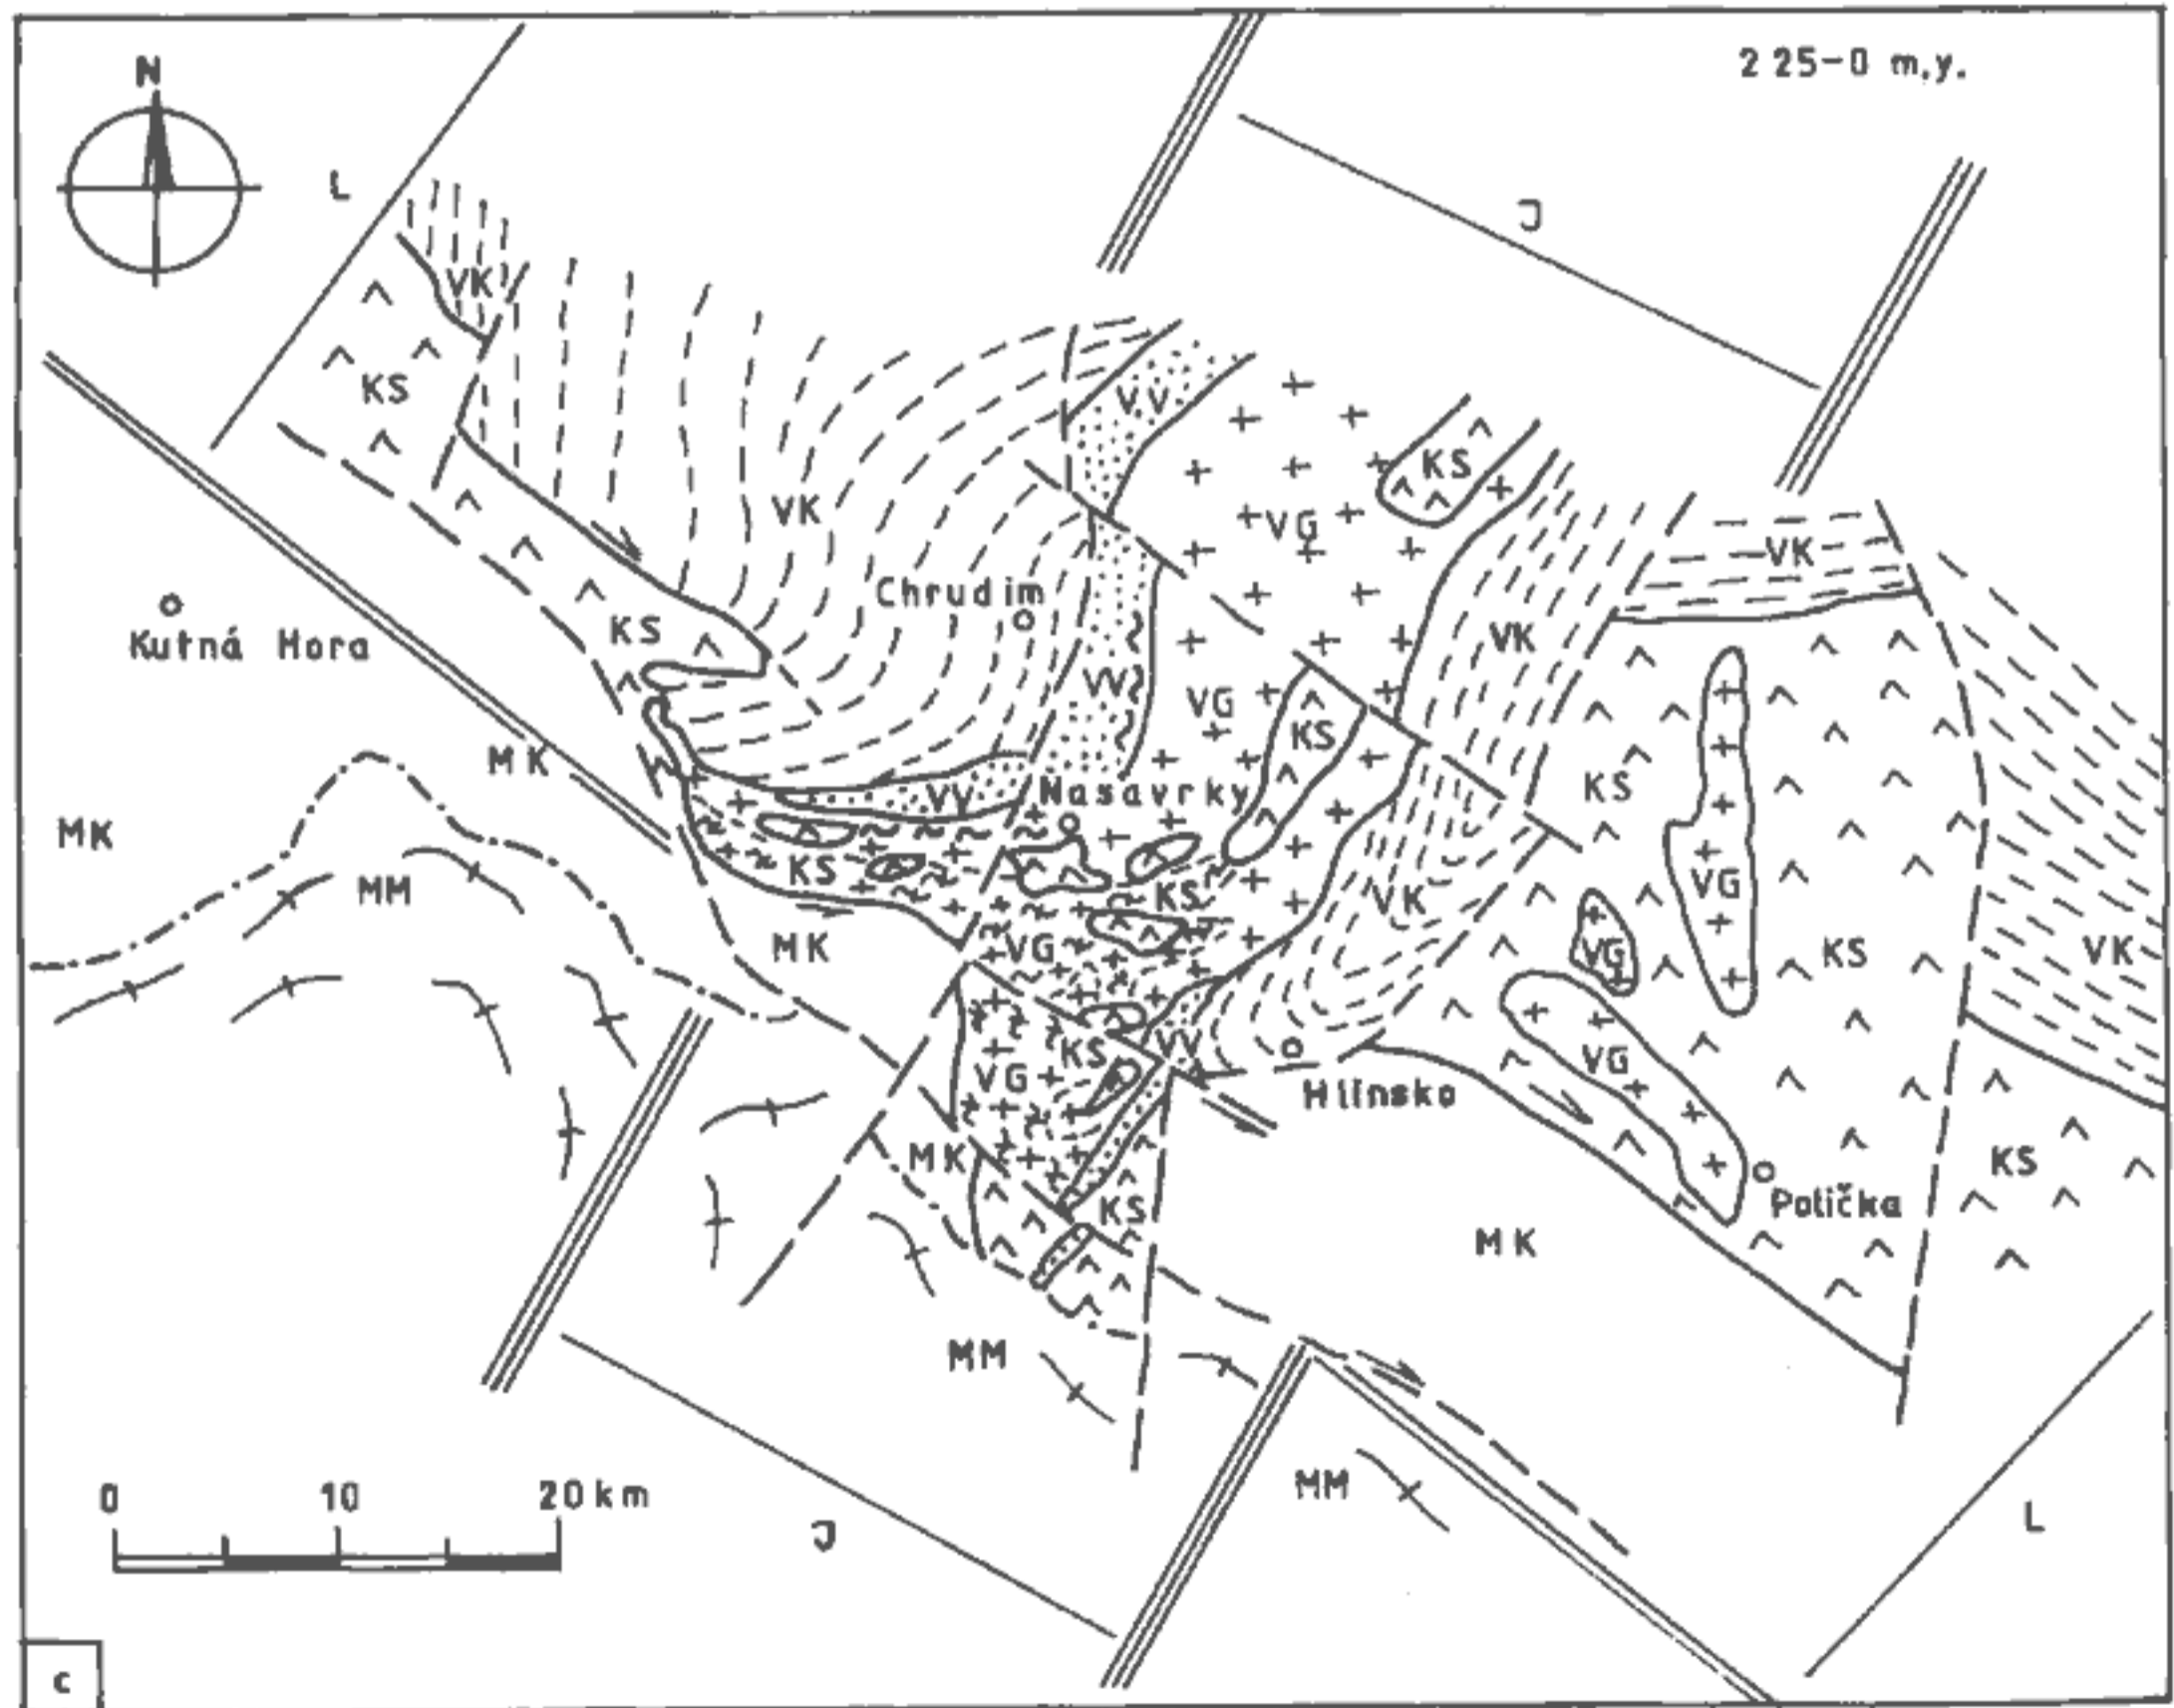 N
2 25-0 m.y.
L
J
VK
KS
VV
KS
VK
VG
VK
Chrudim
Kutná Hora
KS
VK
VV
VG
KS
MK
KS
VV
Nasavrky
MK
KS
VG
MM
KS
VK
MK
VG
VG
KS
VK
KS
VV
VG
VG
Hlinsko
MK
KS
KS
Polička
MK
MM
0 10 20 km
MM
J
L
c